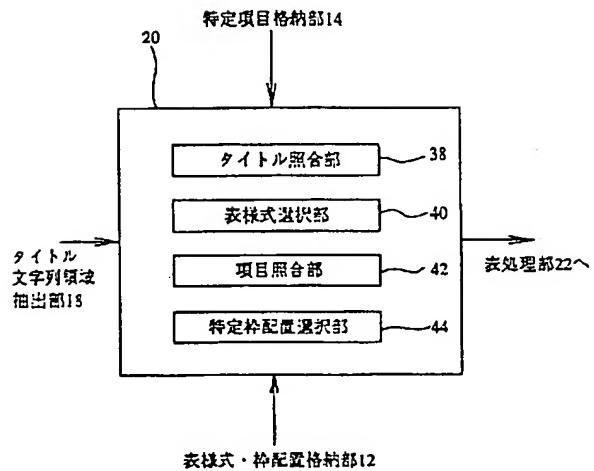 特定項目格納部14
20
タイトル照合部
38
表様式選択部
40
タイトル
文字列領域
抽出部18
項目照合部
42
表処理部22へ
特定枠配置選択部
44
表様式・枠配置格納部12